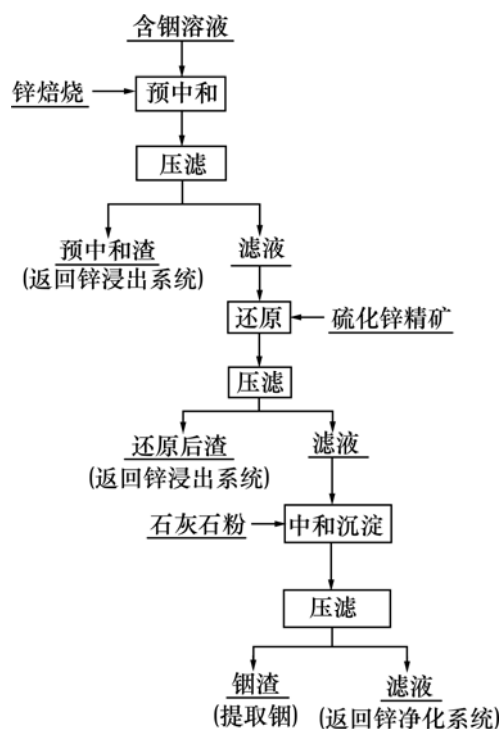 含铟溶液
锌焙烧
预中和
压滤
预中和渣
(返回锌浸出系统)
滤液
还原
硫化锌精矿
压滤
还原后渣
(返回锌浸出系统)
滤液
石灰石粉
中和沉淀
压滤
铟渣
(提取铟)
滤液
(返回锌净化系统)